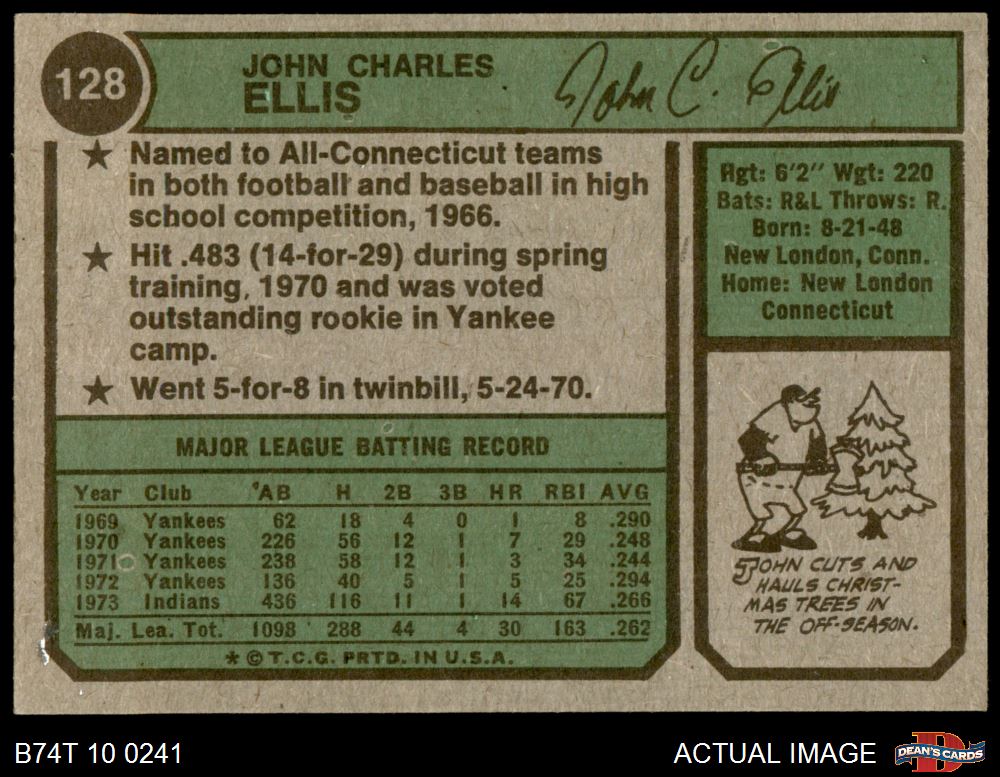 128
JOHN CHARLES
ELLIS
John C. Ellis
★ Named to All-Connecticut teams
in both football and baseball in high
school competition, 1966.
★ Hit .483 (14-for-29) during spring
training, 1970 and was voted
outstanding rookie in Yankee
camp.
★ Went 5-for-8 in twinbill, 5-24-70.
Hgt: 6'2" Wgt: 220
Bats: R&L Throws: R.
Born: 8-21-48
New London, Conn.
Home: New London
Connecticut
MAJOR LEAGUE BATTING RECORD
Year Club AB H 2B 3B HR RBI AVG
1969 Yankees 62 18 4 0 1 8 .290
1970 Yankees 226 56 12 1 7 29 .248
1971 Yankees 238 58 12 1 3 34 .244
1972 Yankees 136 40 5 1 5 25 .294
1973 Indians 436 116 11 1 14 67 .266
Maj. Lea. Tot. 1098 288 44 4 30 163 .262
* © T.C.G. PRTD. IN U.S.A.
JOHN CUTS AND
HAULS CHRIST-
MAS TREES IN
THE OFF-SEASON.
B74T 10 0241
ACTUAL IMAGE
DEAN'S CARDS